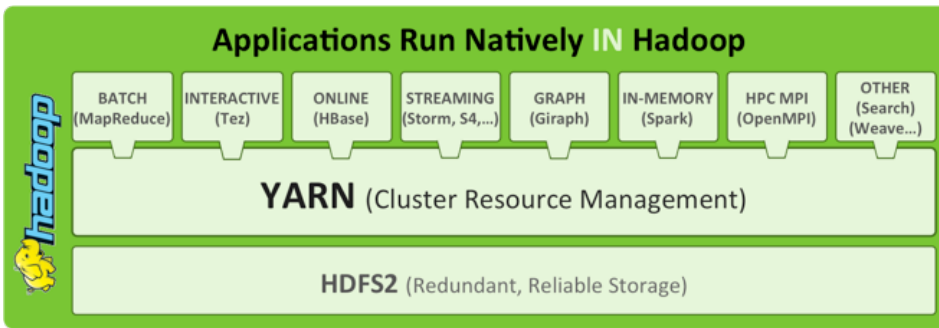 Applications Run Natively IN Hadoop
BATCH
(MapReduce)
INTERACTIVE
(Tez)
ONLINE
(HBase)
STREAMING
(Storm, S4,...)
GRAPH
(Giraph)
IN-MEMORY
(Spark)
HPC MPI
(OpenMPI)
OTHER
(Search)
(Weave...)
YARN (Cluster Resource Management)
HDFS2 (Redundant, Reliable Storage)
hadoop